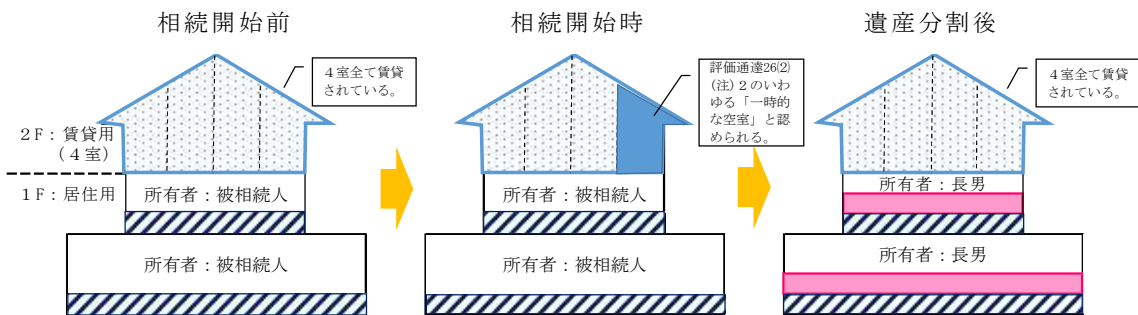 相続開始前
相続開始時
遺産分割後
4室全て賃貸
されている。
評価通達26⑵
(注)2のいわ
ゆる「一時的
な空室」と認
められる。
4室全て賃貸
されている。
2F：賃貸用
(4室)
1F：居住用
所有者：被相続人
所有者：被相続人
所有者：長男
所有者：被相続人
所有者：被相続人
所有者：長男